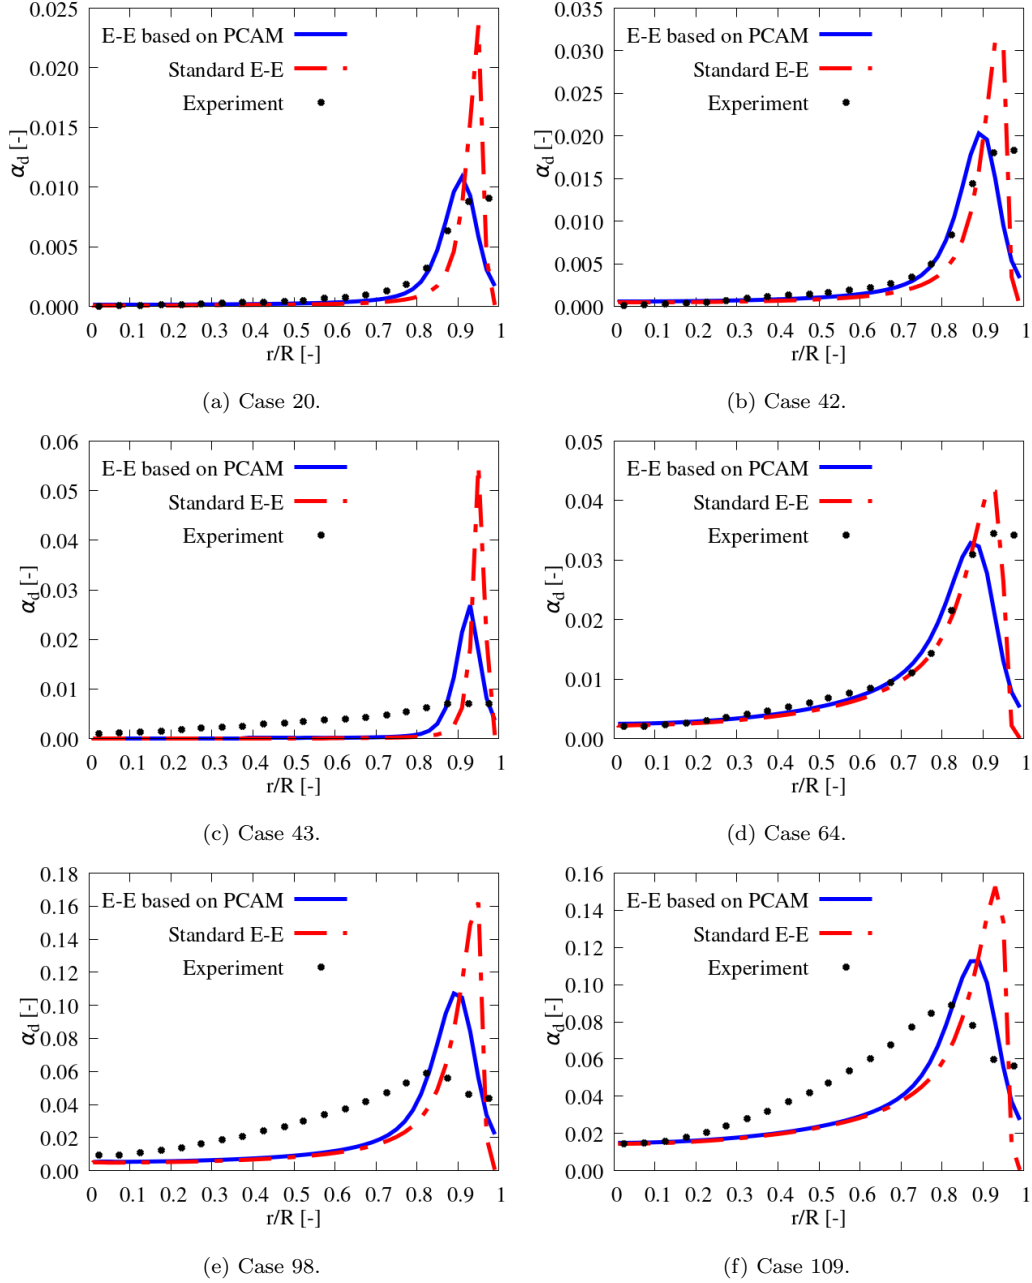 0.025
0.020
0.015
0.010
0.005
0.000
α_d [-]
E-E based on PCAM
Standard E-E
Experiment
0 0.1 0.2 0.3 0.4 0.5 0.6 0.7 0.8 0.9 1
r/R [-]
(a) Case 20.
0.035
0.030
0.025
0.020
0.015
0.010
0.005
0.000
α_d [-]
E-E based on PCAM
Standard E-E
Experiment
0 0.1 0.2 0.3 0.4 0.5 0.6 0.7 0.8 0.9 1
r/R [-]
(b) Case 42.
0.06
0.05
0.04
0.03
0.02
0.01
0.00
α_d [-]
E-E based on PCAM
Standard E-E
Experiment
0 0.1 0.2 0.3 0.4 0.5 0.6 0.7 0.8 0.9 1
r/R [-]
(c) Case 43.
0.05
0.04
0.03
0.02
0.01
0.00
α_d [-]
E-E based on PCAM
Standard E-E
Experiment
0 0.1 0.2 0.3 0.4 0.5 0.6 0.7 0.8 0.9 1
r/R [-]
(d) Case 64.
0.18
0.16
0.14
0.12
0.10
0.08
0.06
0.04
0.02
0.00
α_d [-]
E-E based on PCAM
Standard E-E
Experiment
0 0.1 0.2 0.3 0.4 0.5 0.6 0.7 0.8 0.9 1
r/R [-]
(e) Case 98.
0.16
0.14
0.12
0.10
0.08
0.06
0.04
0.02
0.00
α_d [-]
E-E based on PCAM
Standard E-E
Experiment
0 0.1 0.2 0.3 0.4 0.5 0.6 0.7 0.8 0.9 1
r/R [-]
(f) Case 109.